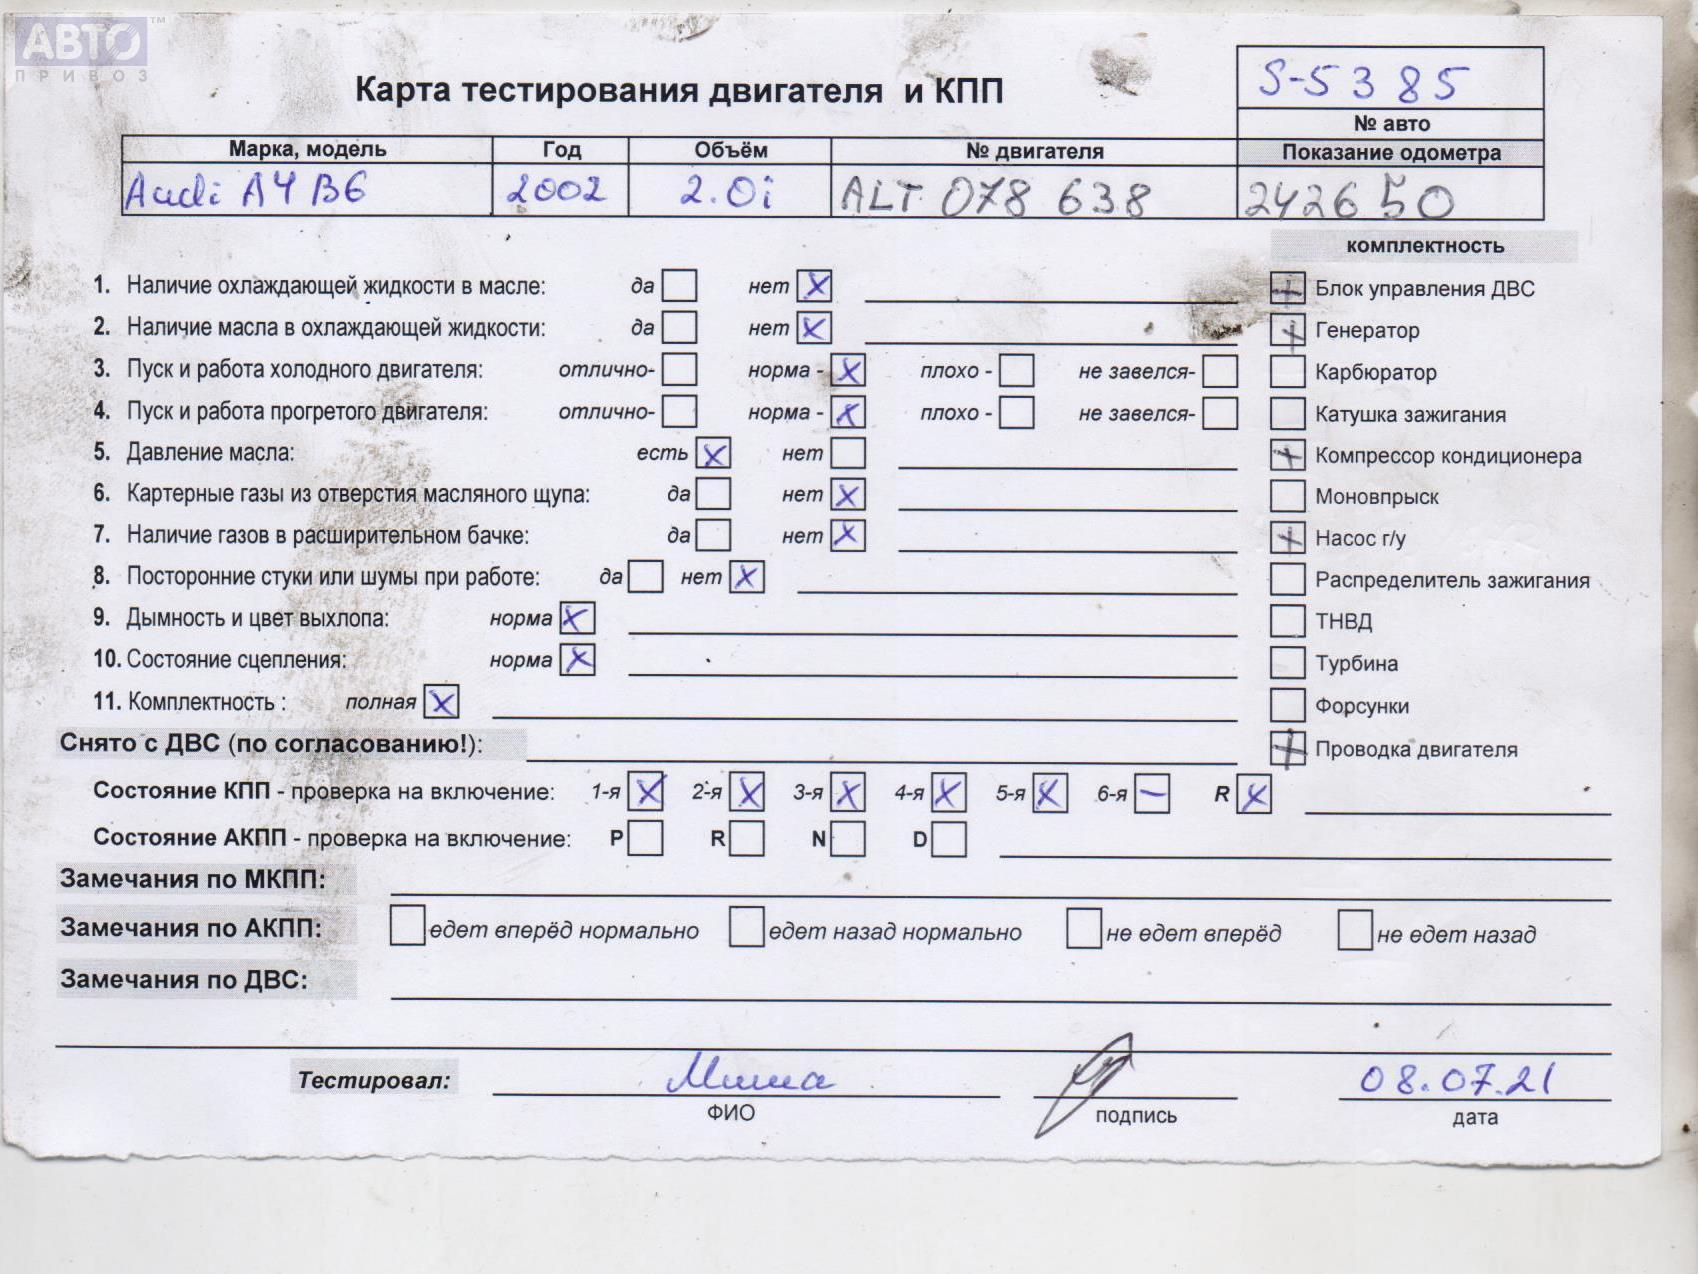 АВТО™
ПРИВОЗ
Карта тестирования двигателя и КПП
S-5385
№ авто
Марка, модель Год Объём № двигателя Показание одометра
Audi A4 B6 2002 2.0i ALT 078 638 242650
комплектность
1. Наличие охлаждающей жидкости в масле: да нет X Блок управления ДВС
2. Наличие масла в охлаждающей жидкости: да нет X Генератор
3. Пуск и работа холодного двигателя: отлично- норма - X плохо - не завелся- Карбюратор
4. Пуск и работа прогретого двигателя: отлично- норма - X плохо - не завелся- Катушка зажигания
5. Давление масла: есть X нет Компрессор кондиционера
6. Картерные газы из отверстия масляного щупа: да нет X Моновпрыск
7. Наличие газов в расширительном бачке: да нет X Насос г/у
8. Посторонние стуки или шумы при работе: да нет X Распределитель зажигания
9. Дымность и цвет выхлопа: норма X ТНВД
10. Состояние сцепления: норма X Турбина
11. Комплектность : полная X Форсунки
Снято с ДВС (по согласованию!): Проводка двигателя
Состояние КПП - проверка на включение: 1-я X 2-я X 3-я X 4-я X 5-я X 6-я – R X
Состояние АКПП - проверка на включение: P R N D
Замечания по МКПП:
Замечания по АКПП: едет вперёд нормально едет назад нормально не едет вперёд не едет назад
Замечания по ДВС:
Тестировал: Миша 08.07.21
ФИО подпись дата